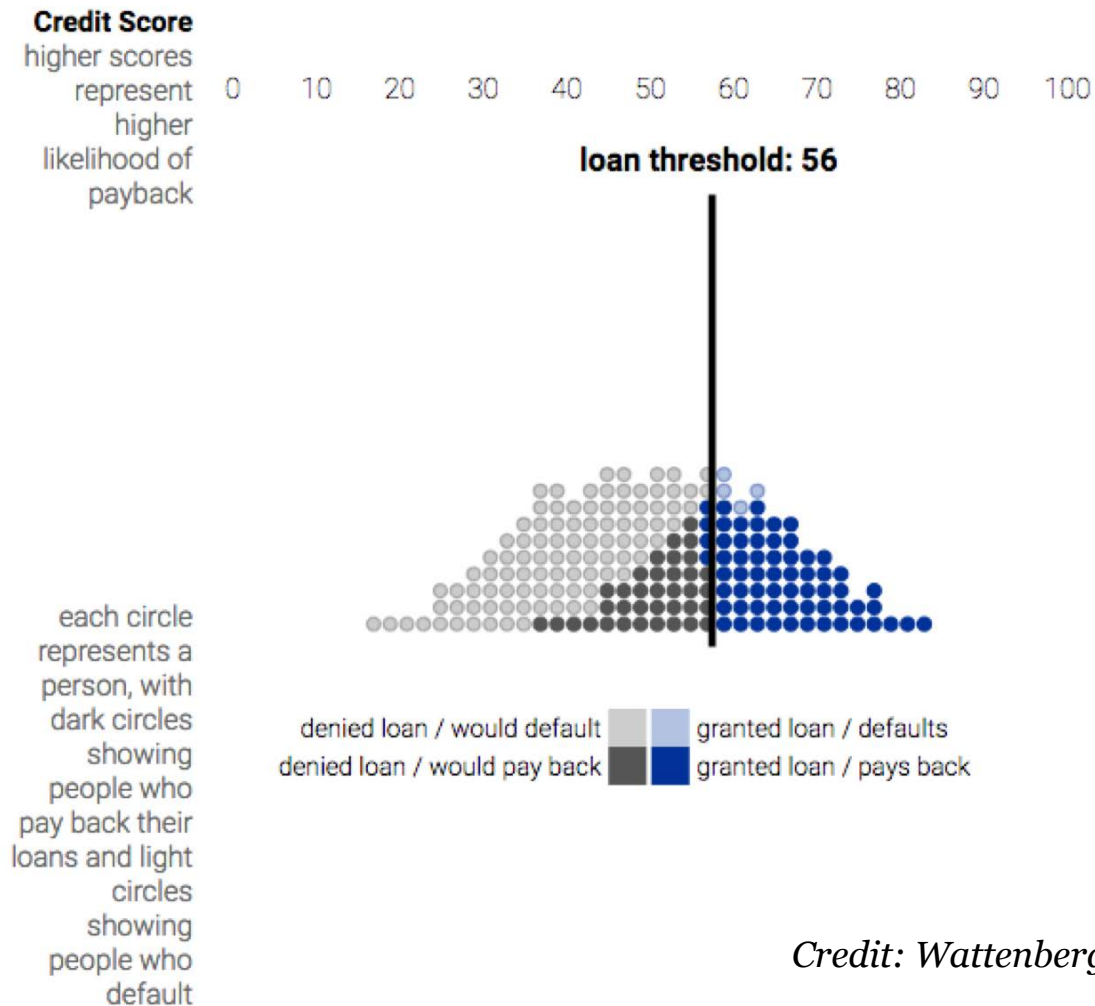 Credit Score
higher scores
represent
higher
likelihood of
payback
0 10 20 30 40 50 60 70 80 90 100
loan threshold: 56
each circle
represents a
person, with
dark circles
showing
people who
pay back their
loans and light
circles
showing
people who
default
denied loan / would default
granted loan / defaults
denied loan / would pay back
granted loan / pays back
Credit: Wattenberg